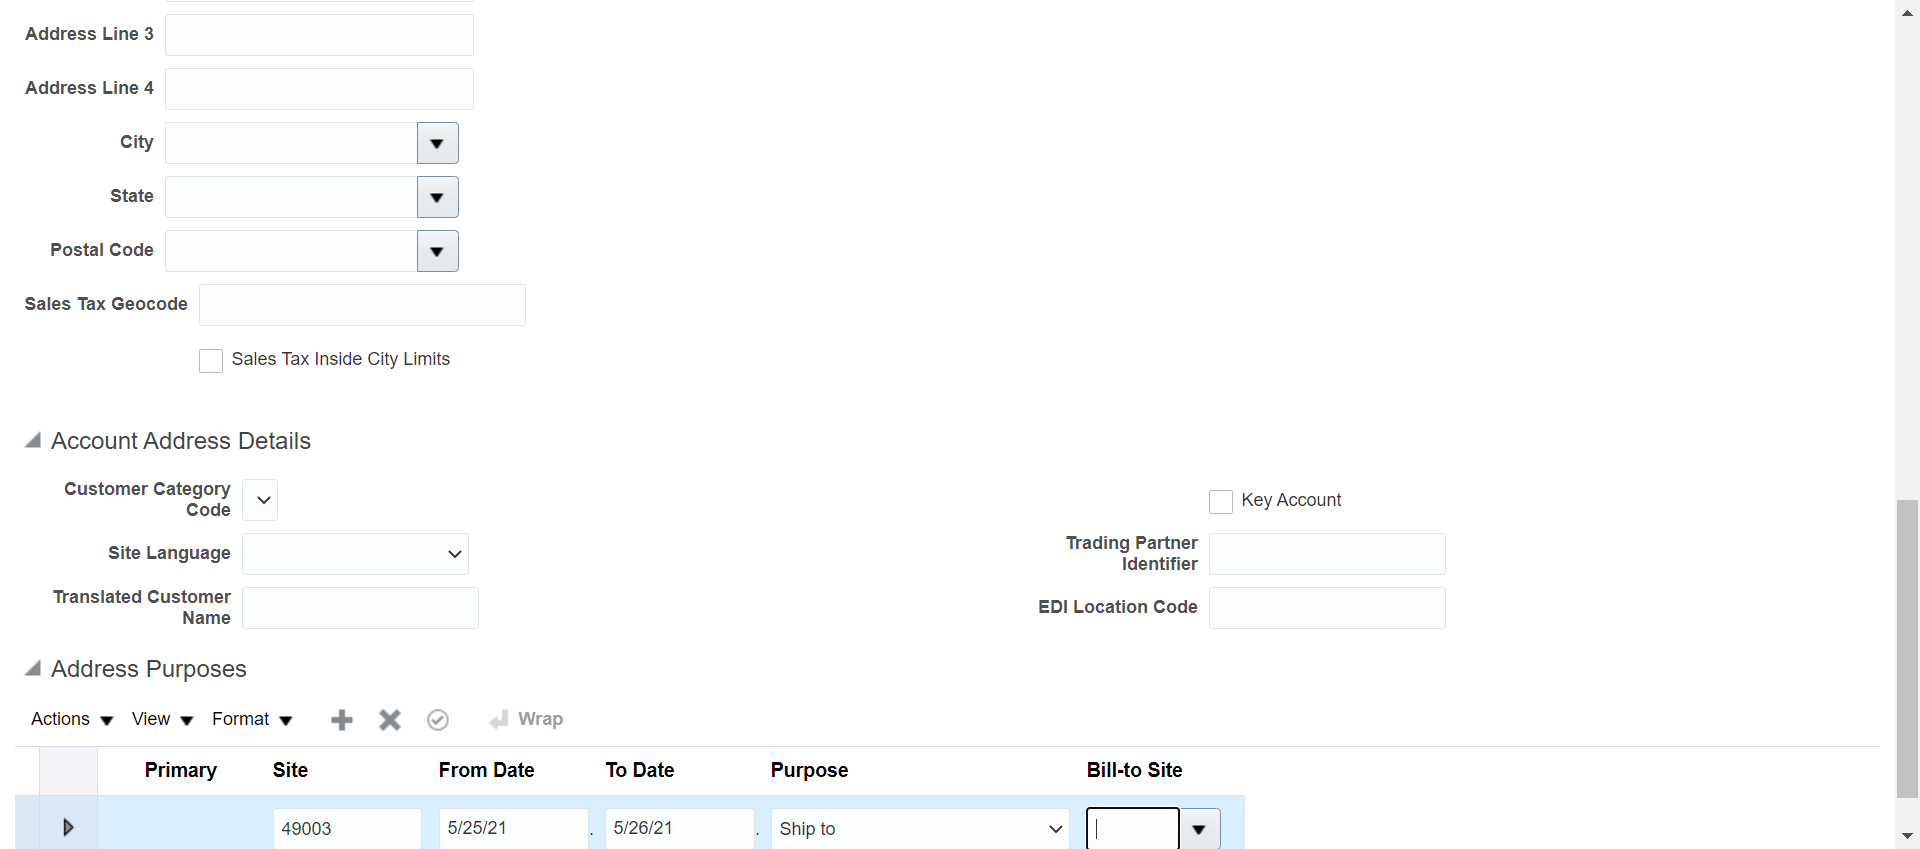 Address Line 3
Address Line 4
City
State
Postal Code
Sales Tax Geocode
Sales Tax Inside City Limits
Account Address Details
Customer Category
Code
Key Account
Site Language
Trading Partner
Identifier
Translated Customer
Name
EDI Location Code
Address Purposes
Actions View Format Wrap
Primary Site From Date To Date Purpose Bill-to Site
49003 5/25/21 . 5/26/21 . Ship to